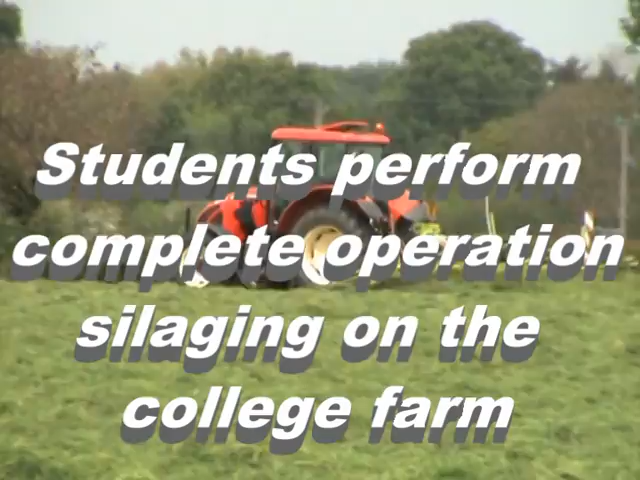 Students perform
complete operation
silaging on the
college farm